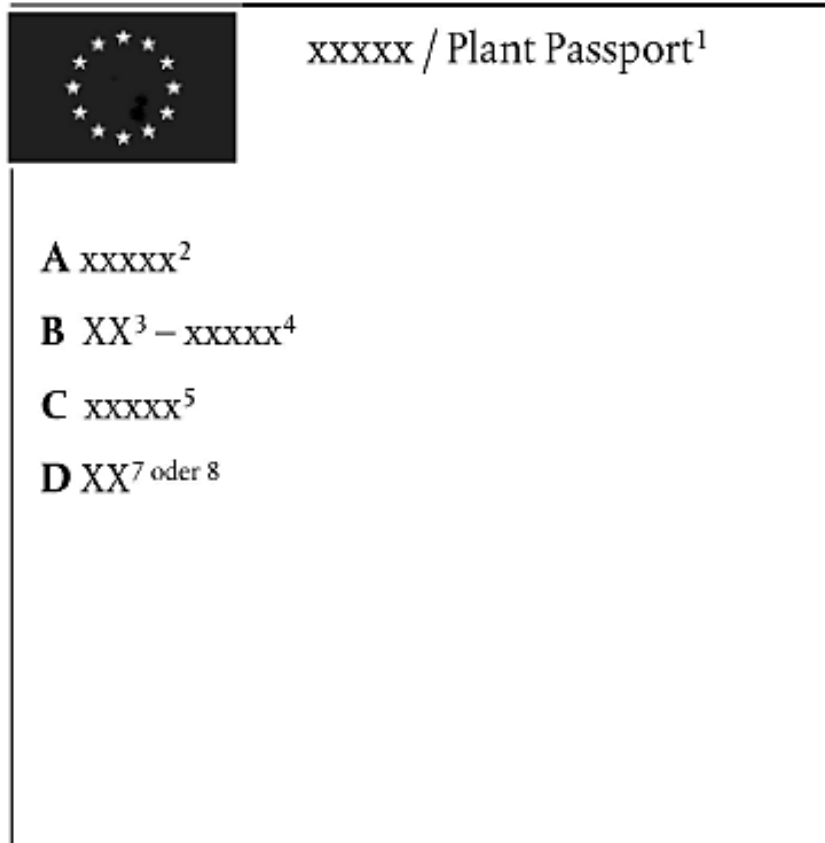 xxxxx / Plant Passport¹
A xxxxx²
B XX³ – xxxxx⁴
C xxxxx⁵
D XX⁷ ᵒᵈᵉʳ ⁸